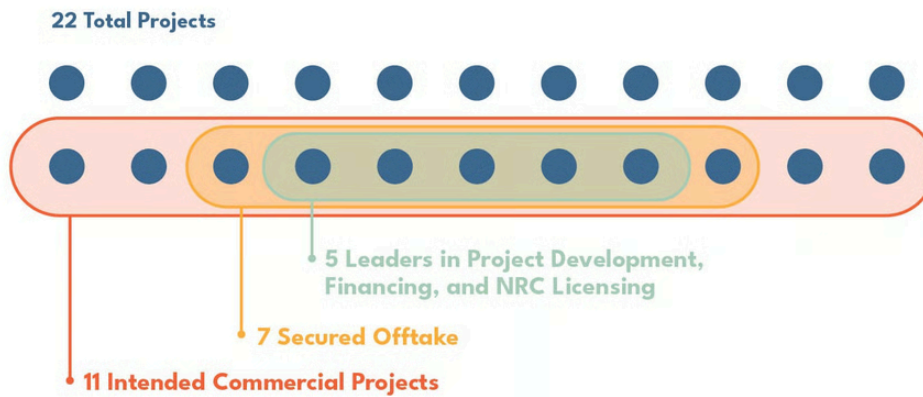 22 Total Projects
5 Leaders in Project Development,
Financing, and NRC Licensing
7 Secured Offtake
11 Intended Commercial Projects